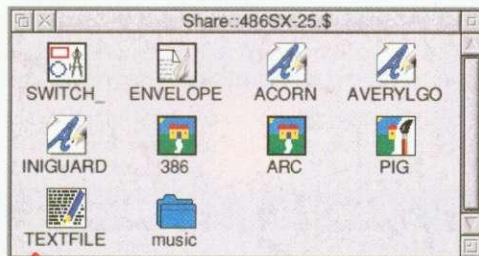 Share::486SX-25.$
SWITCH_ ENVELOPE ACORN AVERYLGO
INIGUARD 386 ARC PIG
TEXTFILE music